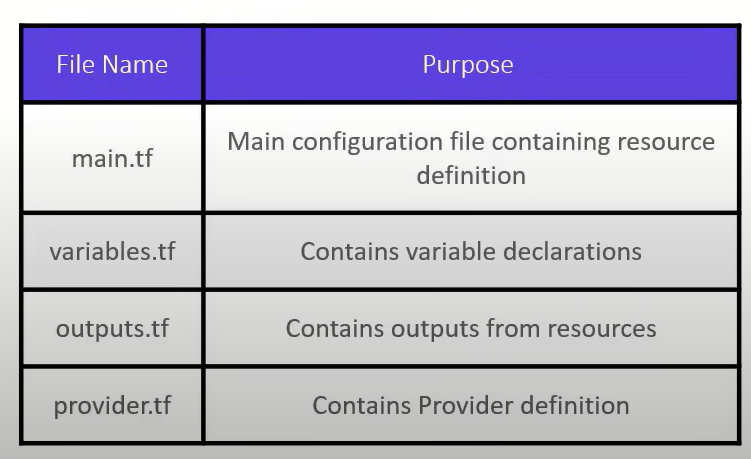 File Name
Purpose
main.tf
Main configuration file containing resource
definition
variables.tf
Contains variable declarations
outputs.tf
Contains outputs from resources
provider.tf
Contains Provider definition